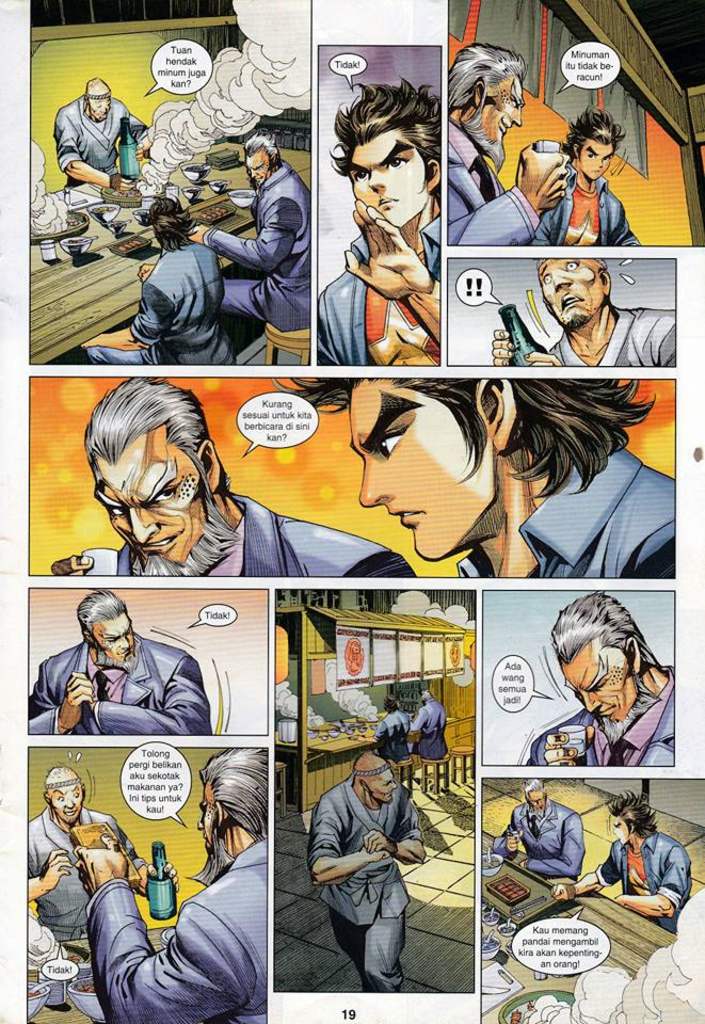 Tuan
hendak
minum juga
kan?
Tidak!
Minuman
itu tidak be-
racun!
!!
Kurang
sesuai untuk kita
berbicara di sini
kan?
Tidak!
Tolong
pergi belikan
aku sekotak
makanan ya?
Ini tips untuk
kau!
Tidak!
Ada
wang
semua
jadi!
Kau memang
pandai mengambil
kira akan kepenting-
an orang!
19